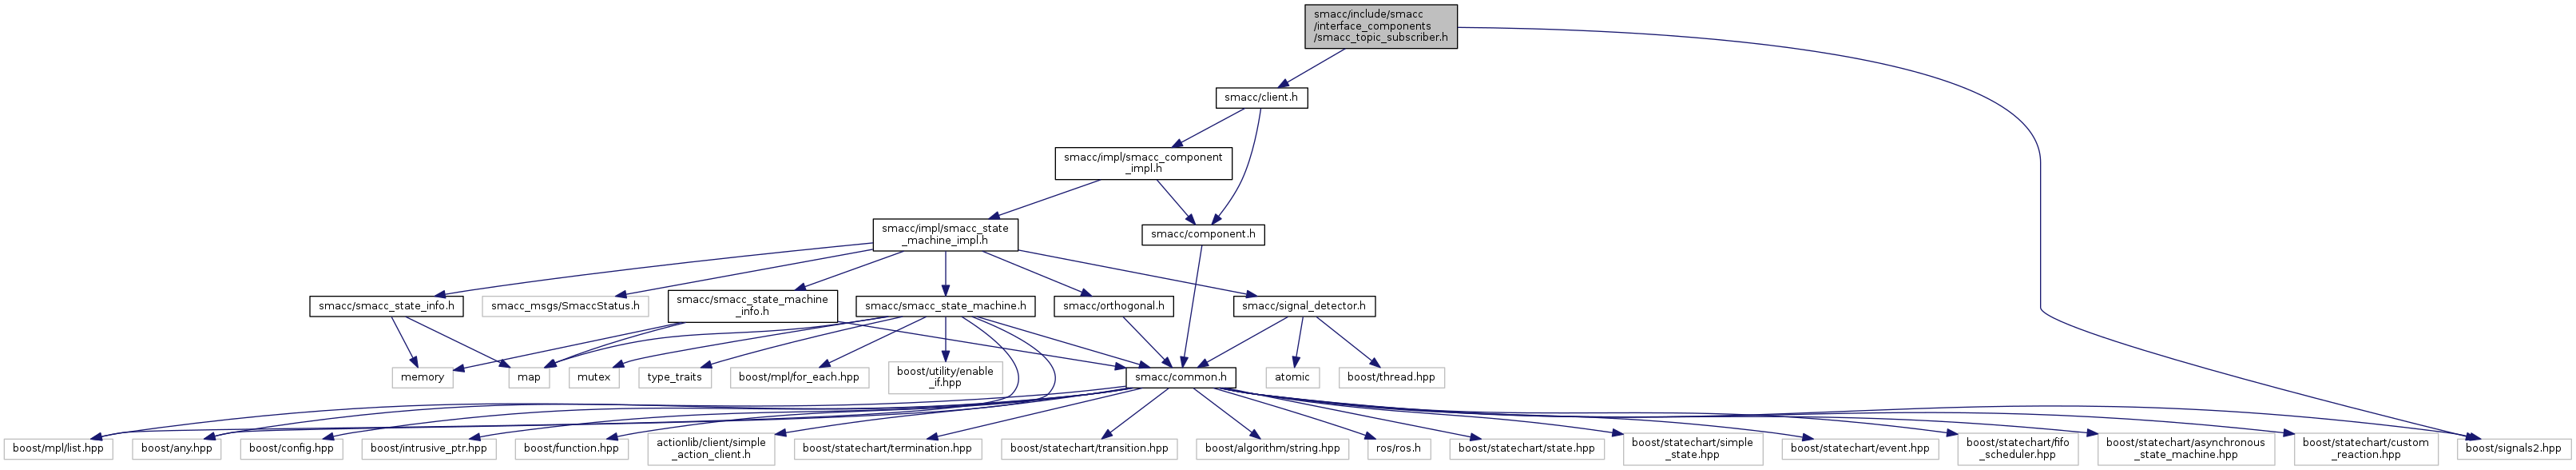 smacc/include/smacc
/interface_components
/smacc_topic_subscriber.h
smacc/client.h
smacc/impl/smacc_component
_impl.h
smacc/impl/smacc_state
_machine_impl.h
smacc/component.h
smacc/smacc_state_info.h
smacc_msgs/SmaccStatus.h
smacc/smacc_state_machine
_info.h
smacc/smacc_state_machine.h
smacc/orthogonal.h
smacc/signal_detector.h
memory
map
mutex
type_traits
boost/mpl/for_each.hpp
boost/utility/enable
_if.hpp
smacc/common.h
atomic
boost/thread.hpp
boost/mpl/list.hpp
boost/any.hpp
boost/config.hpp
boost/intrusive_ptr.hpp
boost/function.hpp
actionlib/client/simple
_action_client.h
boost/statechart/termination.hpp
boost/statechart/transition.hpp
boost/algorithm/string.hpp
ros/ros.h
boost/statechart/state.hpp
boost/statechart/simple
_state.hpp
boost/statechart/event.hpp
boost/statechart/fifo
_scheduler.hpp
boost/statechart/asynchronous
_state_machine.hpp
boost/statechart/custom
_reaction.hpp
boost/signals2.hpp